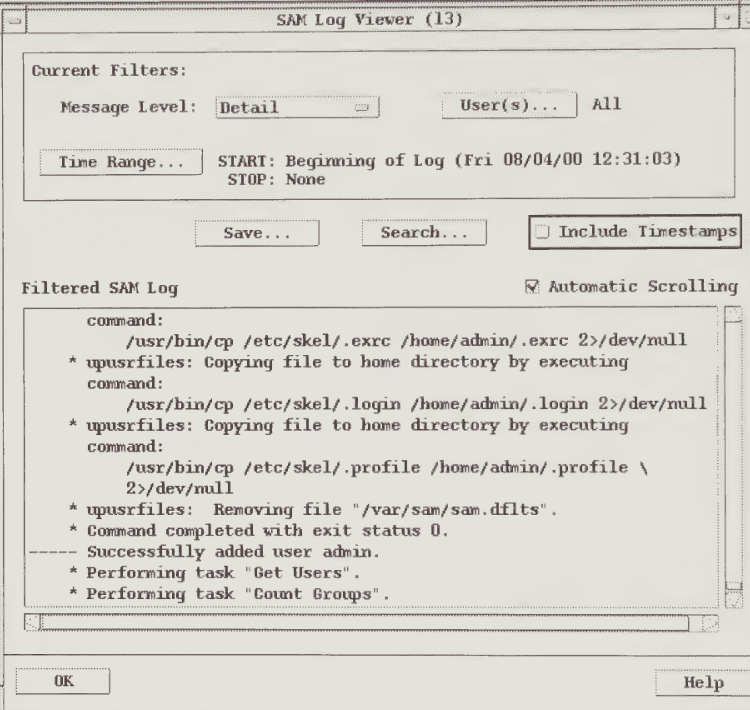 SAM Log Viewer (l3)
Current Filters:
Message Level: Detail User(s)... All
Time Range... START: Beginning of Log (Fri 08/04/00 12:31:03)
STOP: None
Save... Search... Include Timestamps
Filtered SAM Log Automatic Scrolling
command:
/usr/bin/cp /etc/skel/.exrc /home/admin/.exrc 2>/dev/null
* upusrfiles: Copying file to home directory by executing
command:
/usr/bin/cp /etc/skel/.login /home/admin/.login 2>/dev/null
* upusrfiles: Copying file to home directory by executing
command:
/usr/bin/cp /etc/skel/.profile /home/admin/.profile \
2>/dev/null
* upusrfiles:  Removing file "/var/sam/sam.dflts".
* Command completed with exit status 0.
----- Successfully added user admin.
* Performing task "Get Users".
* Performing task "Count Groups".
OK Help